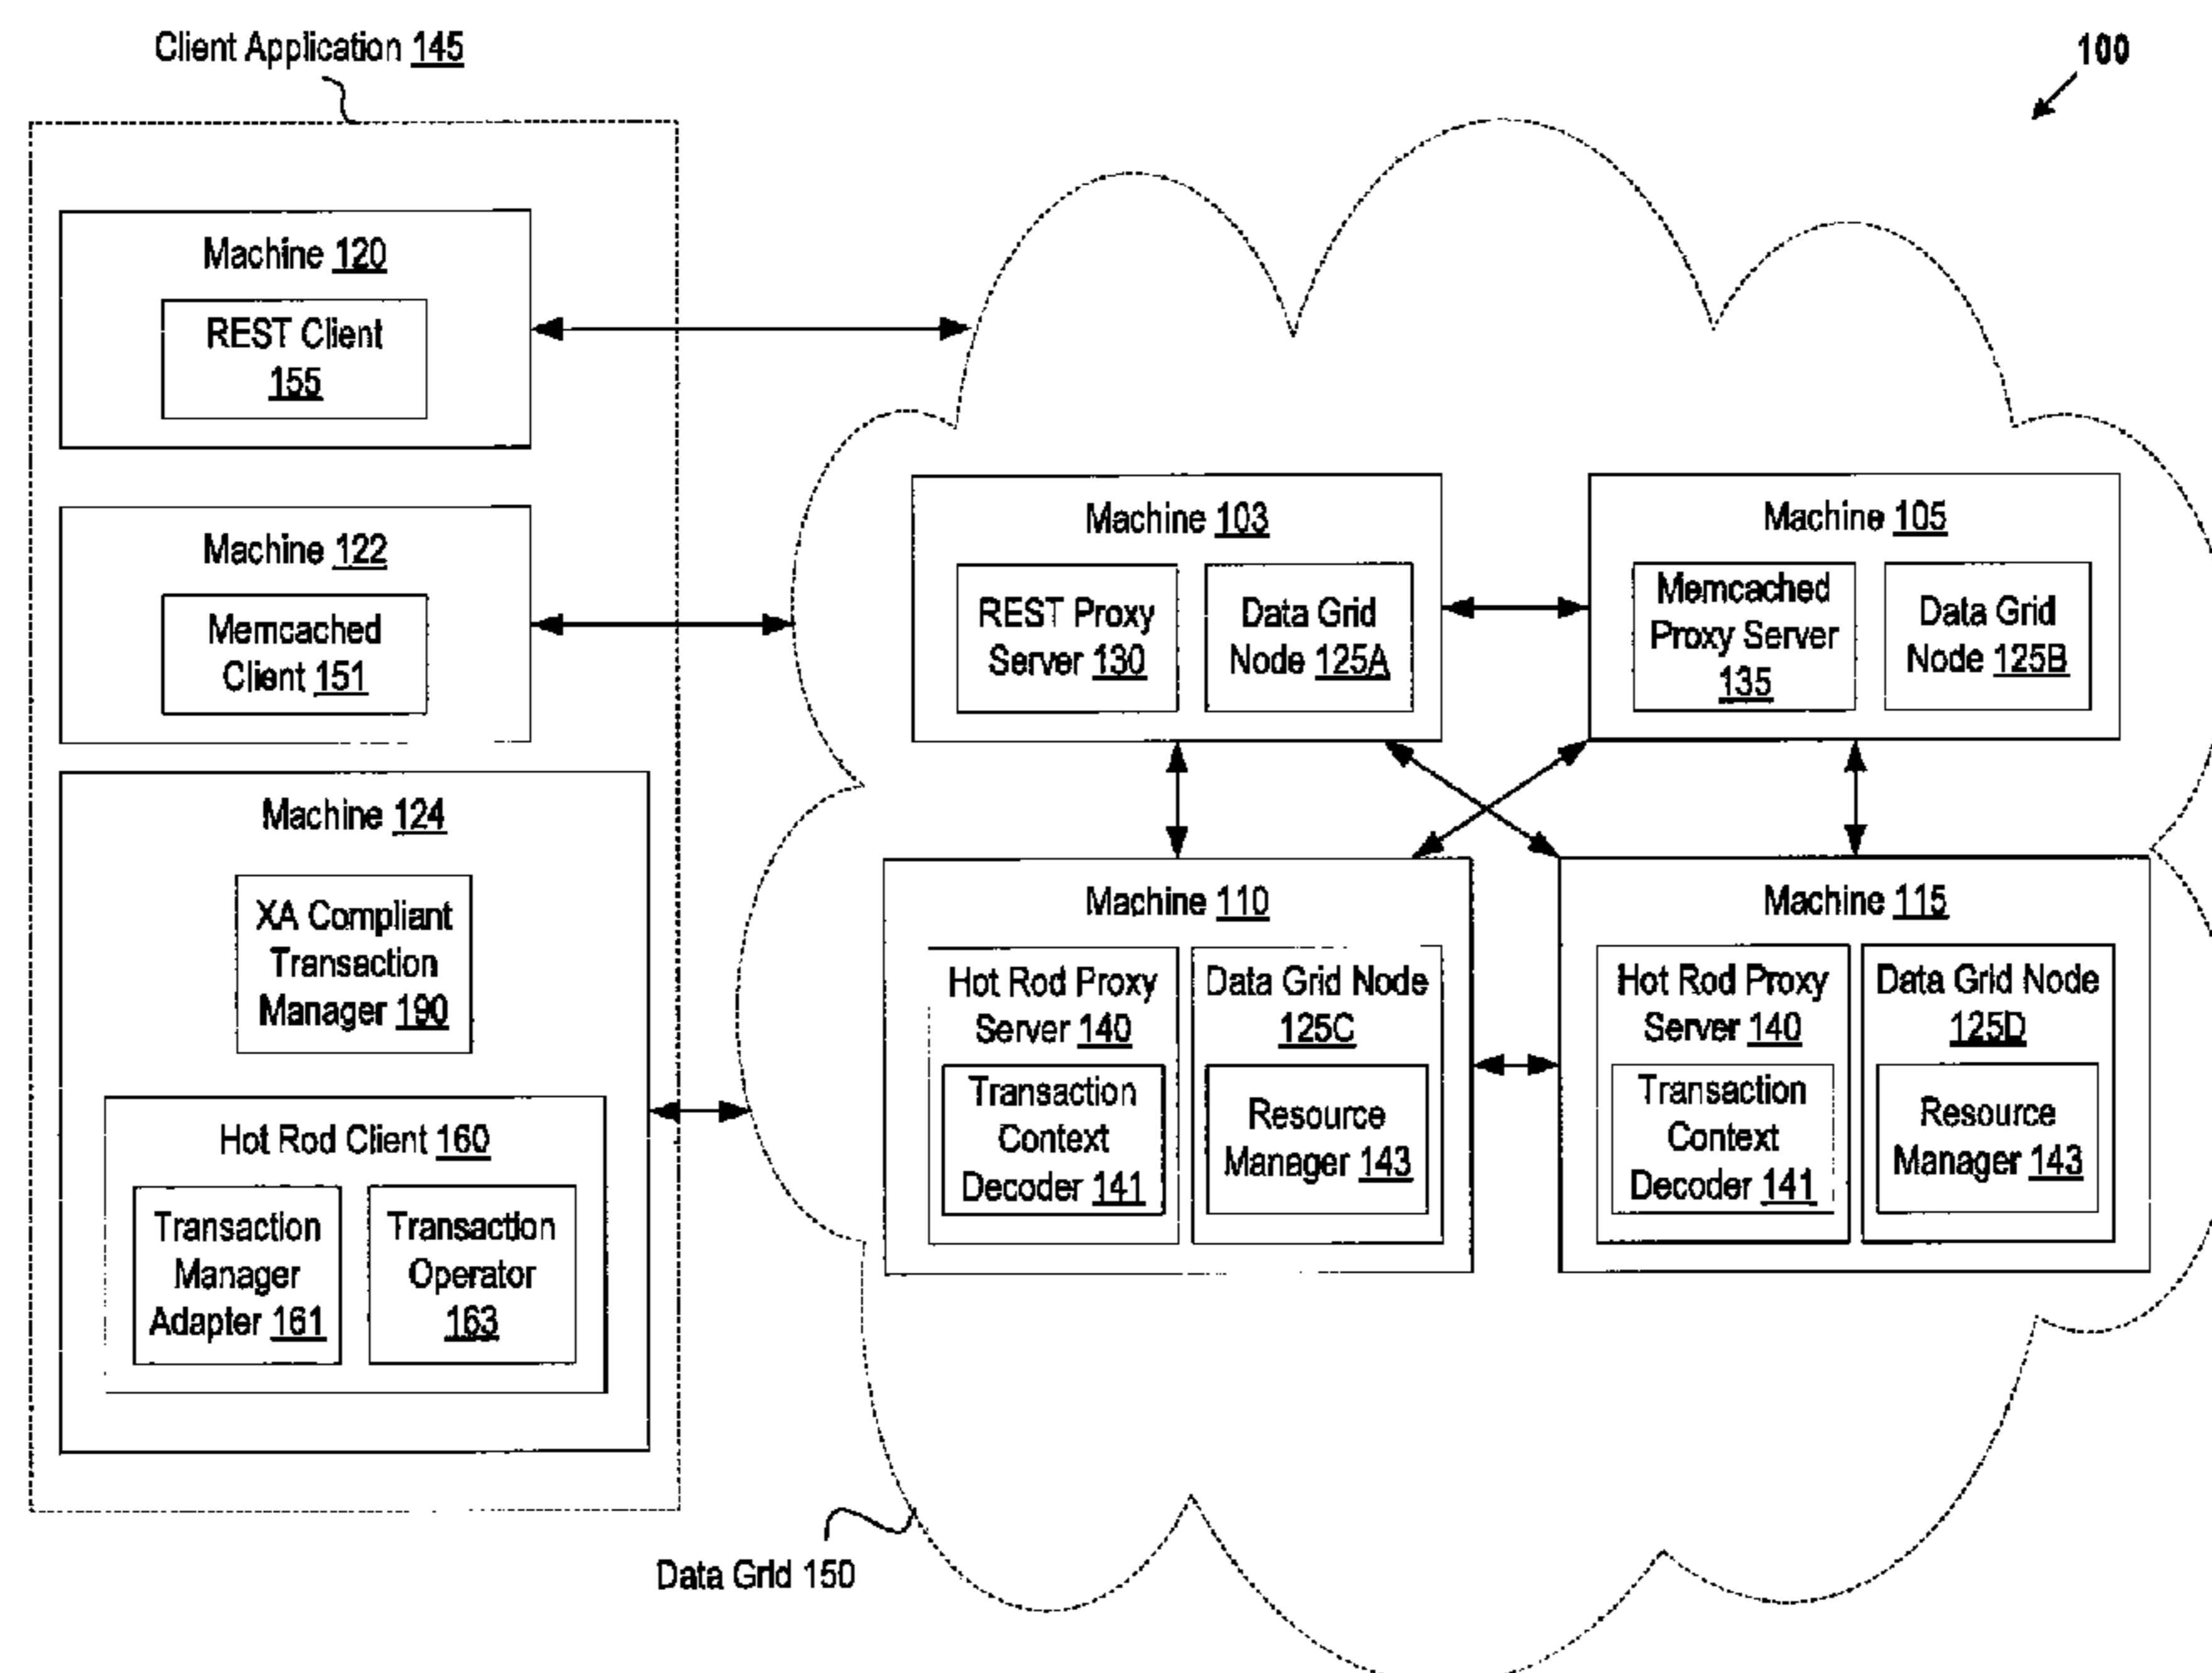 Client Application 145
100
Machine 120
REST Client
155
Machine 122
Memcached
Client 151
Machine 124
XA Compliant
Transaction
Manager 190
Hot Rod Client 160
Transaction
Manager
Adapter 161
Transaction
Operator
163
Machine 103
REST Proxy
Server 130
Data Grid
Node 125A
Machine 105
Memcached
Proxy Server
135
Data Grid
Node 125B
Machine 110
Hot Rod Proxy
Server 140
Transaction
Context
Decoder 141
Data Grid Node
125C
Resource
Manager 143
Machine 115
Hot Rod Proxy
Server 140
Transaction
Context
Decoder 141
Data Grid Node
125D
Resource
Manager 143
Data Grid 150